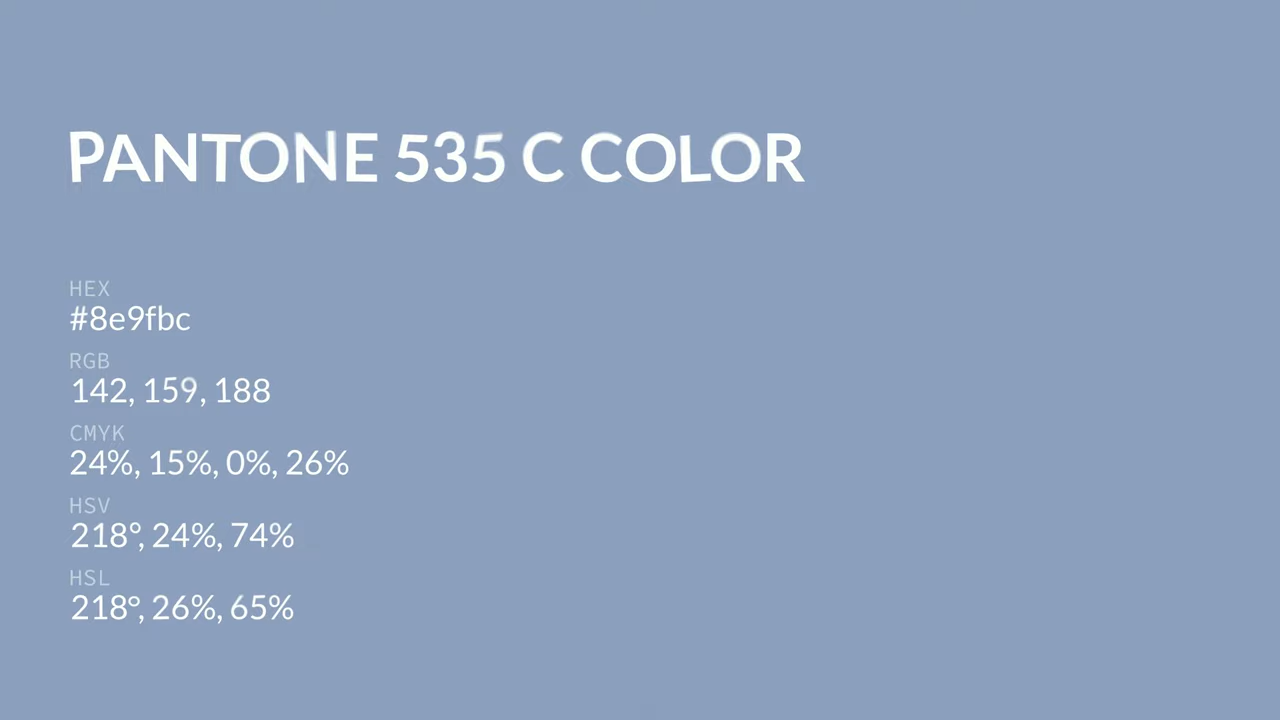 PANTONE 535 C COLOR
HEX
#8e9fbc
RGB
142, 159, 188
CMYK
24%, 15%, 0%, 26%
HSV
218°, 24%, 74%
HSL
218°, 26%, 65%